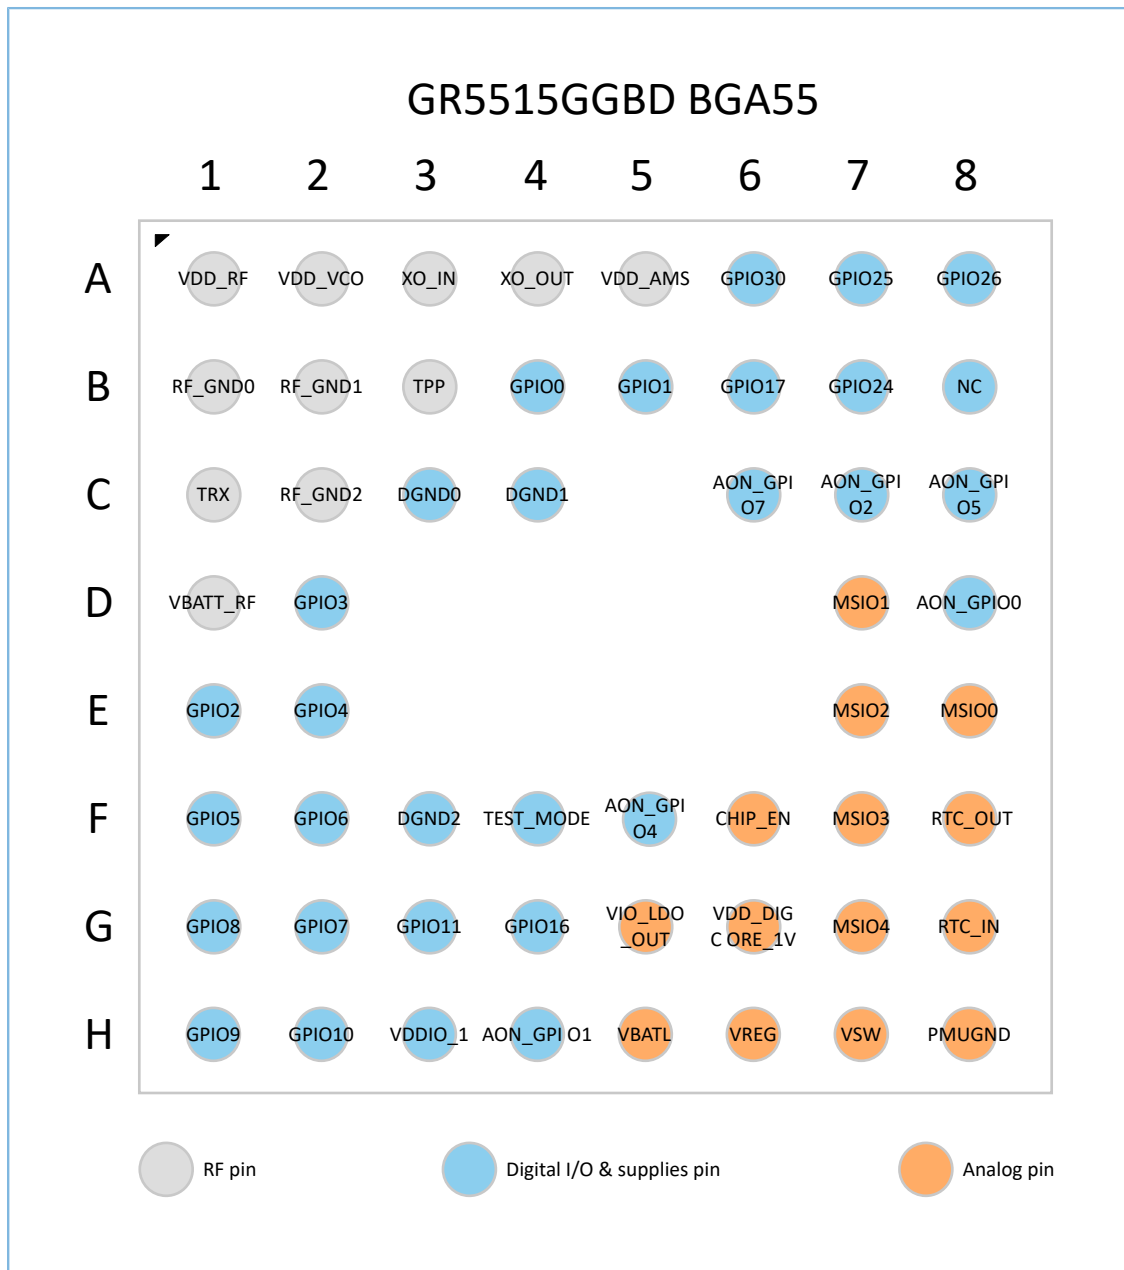 GR5515GGBD BGA55
1 2 3 4 5 6 7 8
A VDD_RF VDD_VCO XO_IN XO_OUT VDD_AMS GPIO30 GPIO25 GPIO26
B RF_GND0 RF_GND1 TPP GPIO0 GPIO1 GPIO17 GPIO24 NC
C TRX RF_GND2 DGND0 DGND1 AON_GPI AON_GPI AON_GPI
O7 O2 O5
D VBATT_RF GPIO3 MSIO1 AON_GPIO0
E GPIO2 GPIO4 MSIO2 MSIO0
F GPIO5 GPIO6 DGND2 TEST_MODE AON_GPI CHIP_EN MSIO3 RTC_OUT
O4
G GPIO8 GPIO7 GPIO11 GPIO16 VIO_LDO VDD_DIG MSIO4 RTC_IN
_OUT C ORE_1V
H GPIO9 GPIO10 VDDIO_1 AON_GPI O1 VBATL VREG VSW PMUGND
RF pin Digital I/O & supplies pin Analog pin